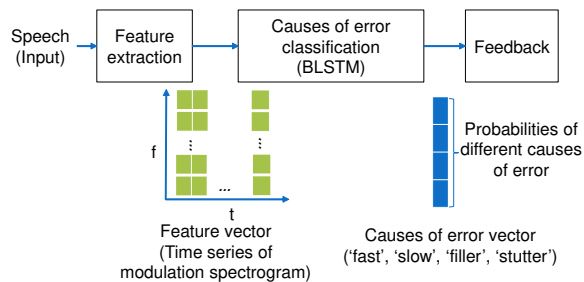 Speech
(Input)
Feature
extraction
Causes of error
classification
(BLSTM)
Feedback
f
...
...
...
t
Feature vector
(Time series of
modulation spectrogram)
Probabilities of
different causes
of error
Causes of error vector
(‘fast’, ‘slow’, ‘filler’, ‘stutter’)